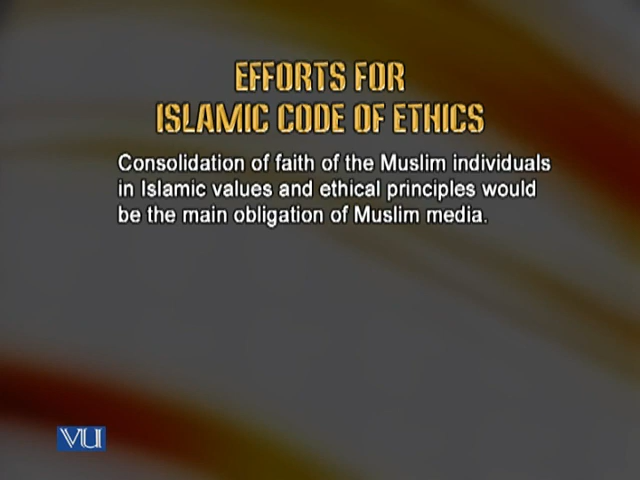 EFFORTS FOR
ISLAMIC CODE OF ETHICS
Consolidation of faith of the Muslim individuals
in Islamic values and ethical principles would
be the main obligation of Muslim media.
VU